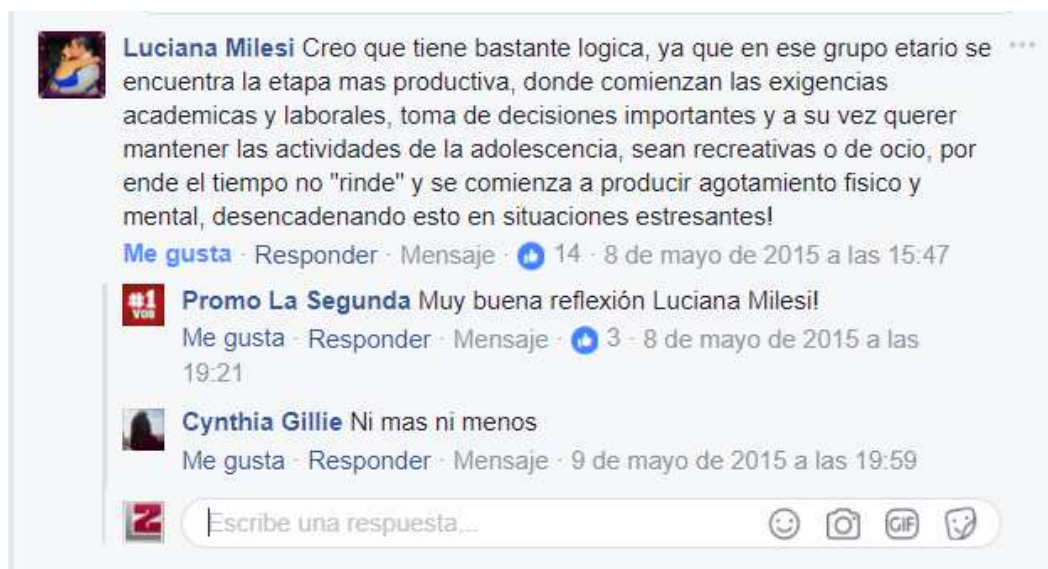 Luciana Milesi Creo que tiene bastante logica, ya que en ese grupo etario se
encuentra la etapa mas productiva, donde comienzan las exigencias
academicas y laborales, toma de decisiones importantes y a su vez querer
mantener las actividades de la adolescencia, sean recreativas o de ocio, por
ende el tiempo no "rinde" y se comienza a producir agotamiento fisico y
mental, desencadenando esto en situaciones estresantes!
Me gusta · Responder · Mensaje · 14 · 8 de mayo de 2015 a las 15:47
#1
VOS
Promo La Segunda Muy buena reflexión Luciana Milesi!
Me gusta · Responder · Mensaje · 3 · 8 de mayo de 2015 a las
19:21
Cynthia Gillie Ni mas ni menos
Me gusta · Responder · Mensaje · 9 de mayo de 2015 a las 19:59
Escribe una respuesta...
GIF